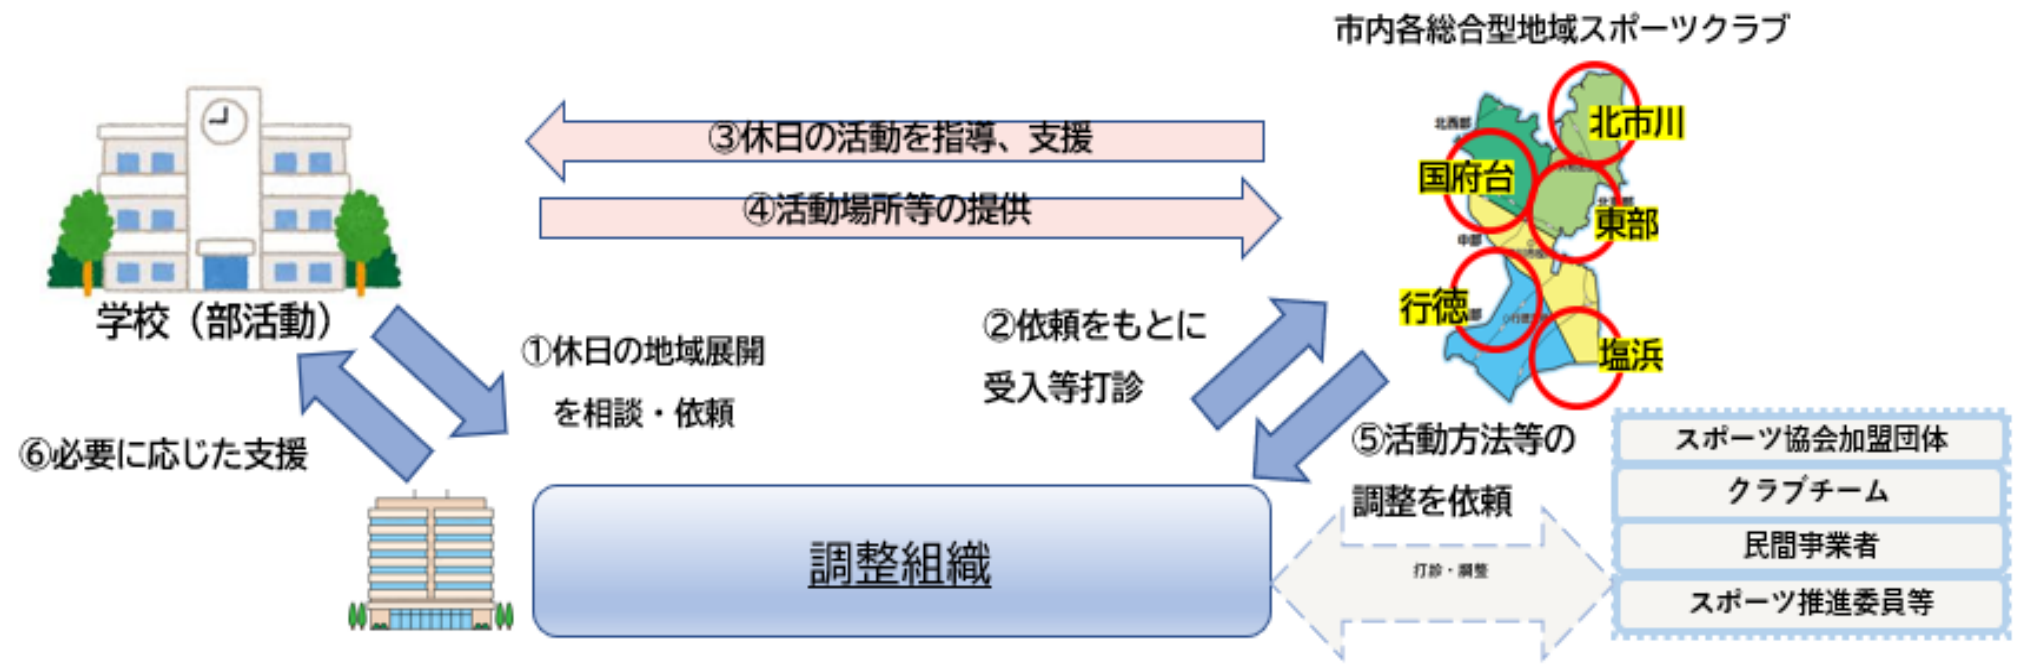 市内各総合型地域スポーツクラブ
③休日の活動を指導、支援
④活動場所等の提供
北西部
北市川
国府台
東部
中部
行徳
塩浜
学校（部活動）
①休日の地域展開
を相談・依頼
②依頼をもとに
受入等打診
⑥必要に応じた支援
⑤活動方法等の
調整を依頼
調整組織
打診・調整
スポーツ協会加盟団体
クラブチーム
民間事業者
スポーツ推進委員等